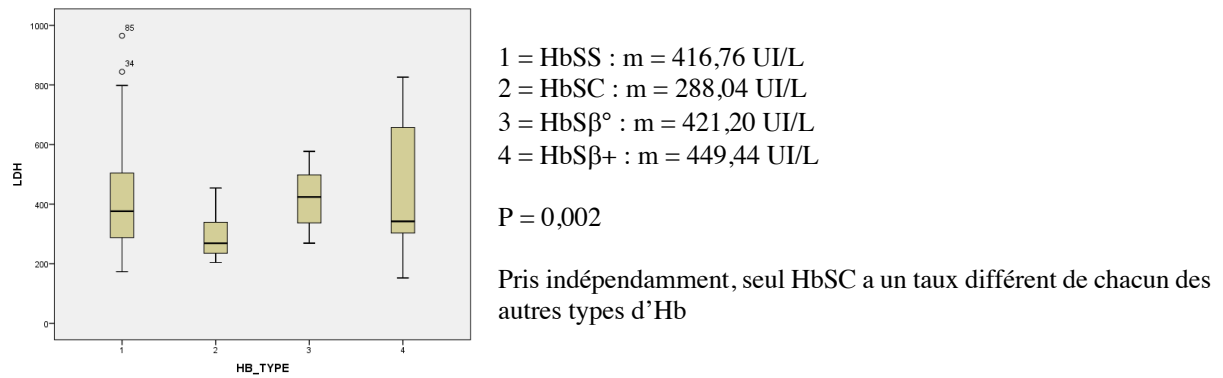 1000
85
34
800
600
400
200
0
LDH
1
2
3
4
HB_TYPE
1 = HbSS : m = 416,76 UI/L
2 = HbSC : m = 288,04 UI/L
3 = HbSβ° : m = 421,20 UI/L
4 = HbSβ+ : m = 449,44 UI/L
P = 0,002
Pris indépendamment, seul HbSC a un taux différent de chacun des
autres types d’Hb